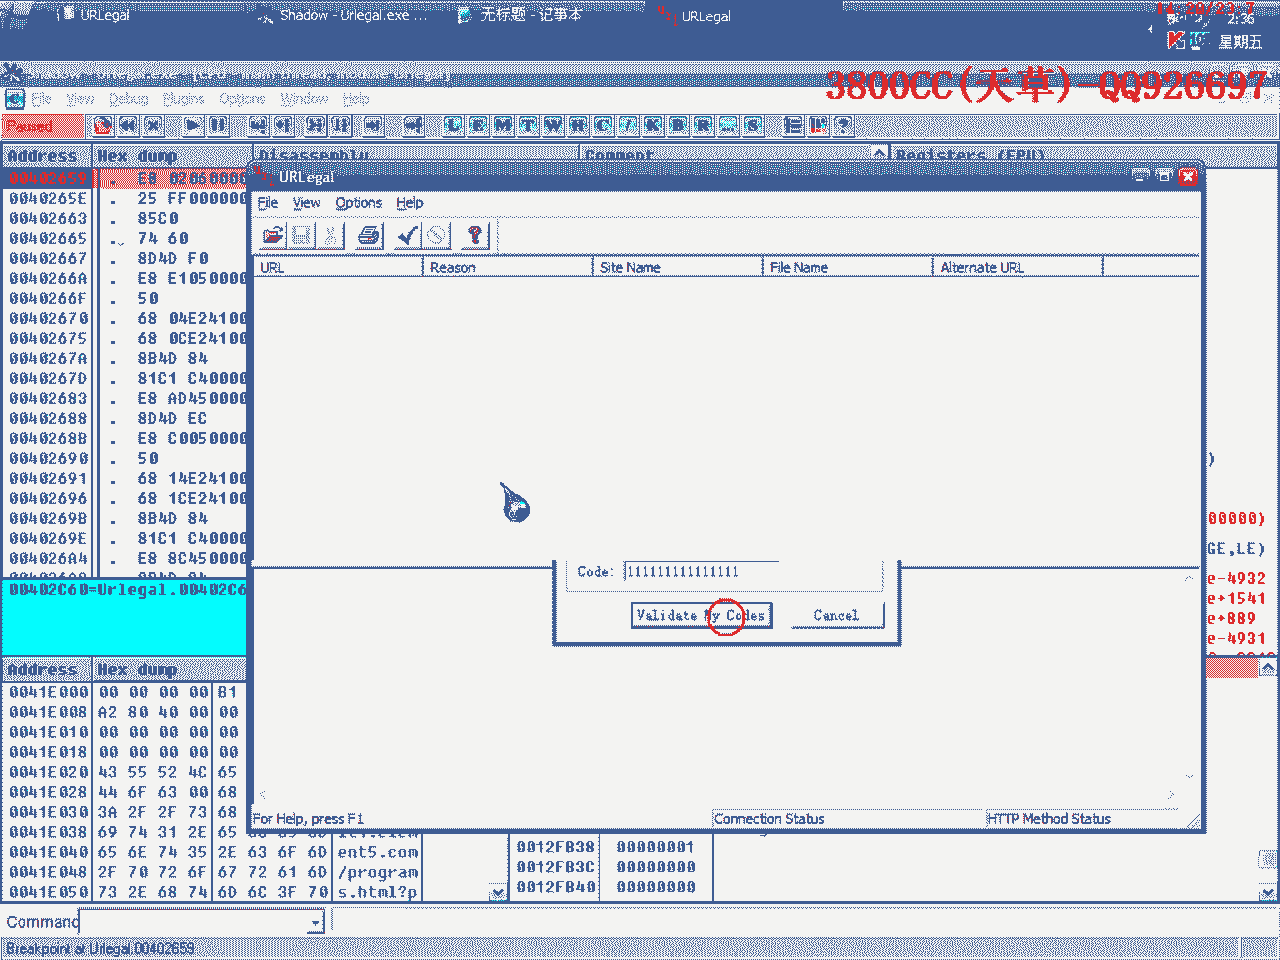 URLegal
Shadow - Urlegal.exe ...
无标题 - 记事本
URLegal
2:36
星期五
3800CC(天草)-QQ926697
File View Debug Plugins Options Window Help
Paused
Address Hex dump Disassembly Comment Registers (FPU)
00402659
0040265E . 25 FF000000
00402663 . 85C0
00402665 . 74 60
00402667 . 8D4D F0
0040266A . E8 E1050000
0040266F . 50
00402670 . 68 04E24100
00402675 . 68 0CE24100
0040267A . 8B4D 84
0040267D . 81C1 C40000
00402683 . E8 AD450000
00402688 . 8D4D EC
0040268B . E8 C0050000
00402690 . 50
00402691 . 68 14E24100
00402696 . 68 1CE24100
0040269B . 8B4D 84
0040269E . 81C1 C40000
004026A4 . E8 8C450000
00402C60=Urlegal.00402C6
URLegal
File View Options Help
URL Reason Site Name File Name Alternate URL
Code: 111111111111111
Validate My Codes Cancel
For Help, press F1 Connection Status HTTP Method Status
)
00000)
GE,LE)
e-4932
e+1541
e+889
e-4931
Address Hex dump
0041E000 00 00 00 00 B1
0041E008 A2 80 40 00 00
0041E010 00 00 00 00 00
0041E018 00 00 00 00 00
0041E020 43 55 52 4C 65
0041E028 44 6F 63 00 68
0041E030 3A 2F 2F 73 68
0041E038 69 74 31 2E 65
0041E040 65 6E 74 35 2E 63 6F 6D ent5.com
0041E048 2F 70 72 6F 67 72 61 6D /program
0041E050 73 2E 68 74 6D 6C 3F 70 s.html?p
0012FB38 00000001
0012FB3C 00000000
0012FB40 00000000
Command
Breakpoint at Urlegal.00402659